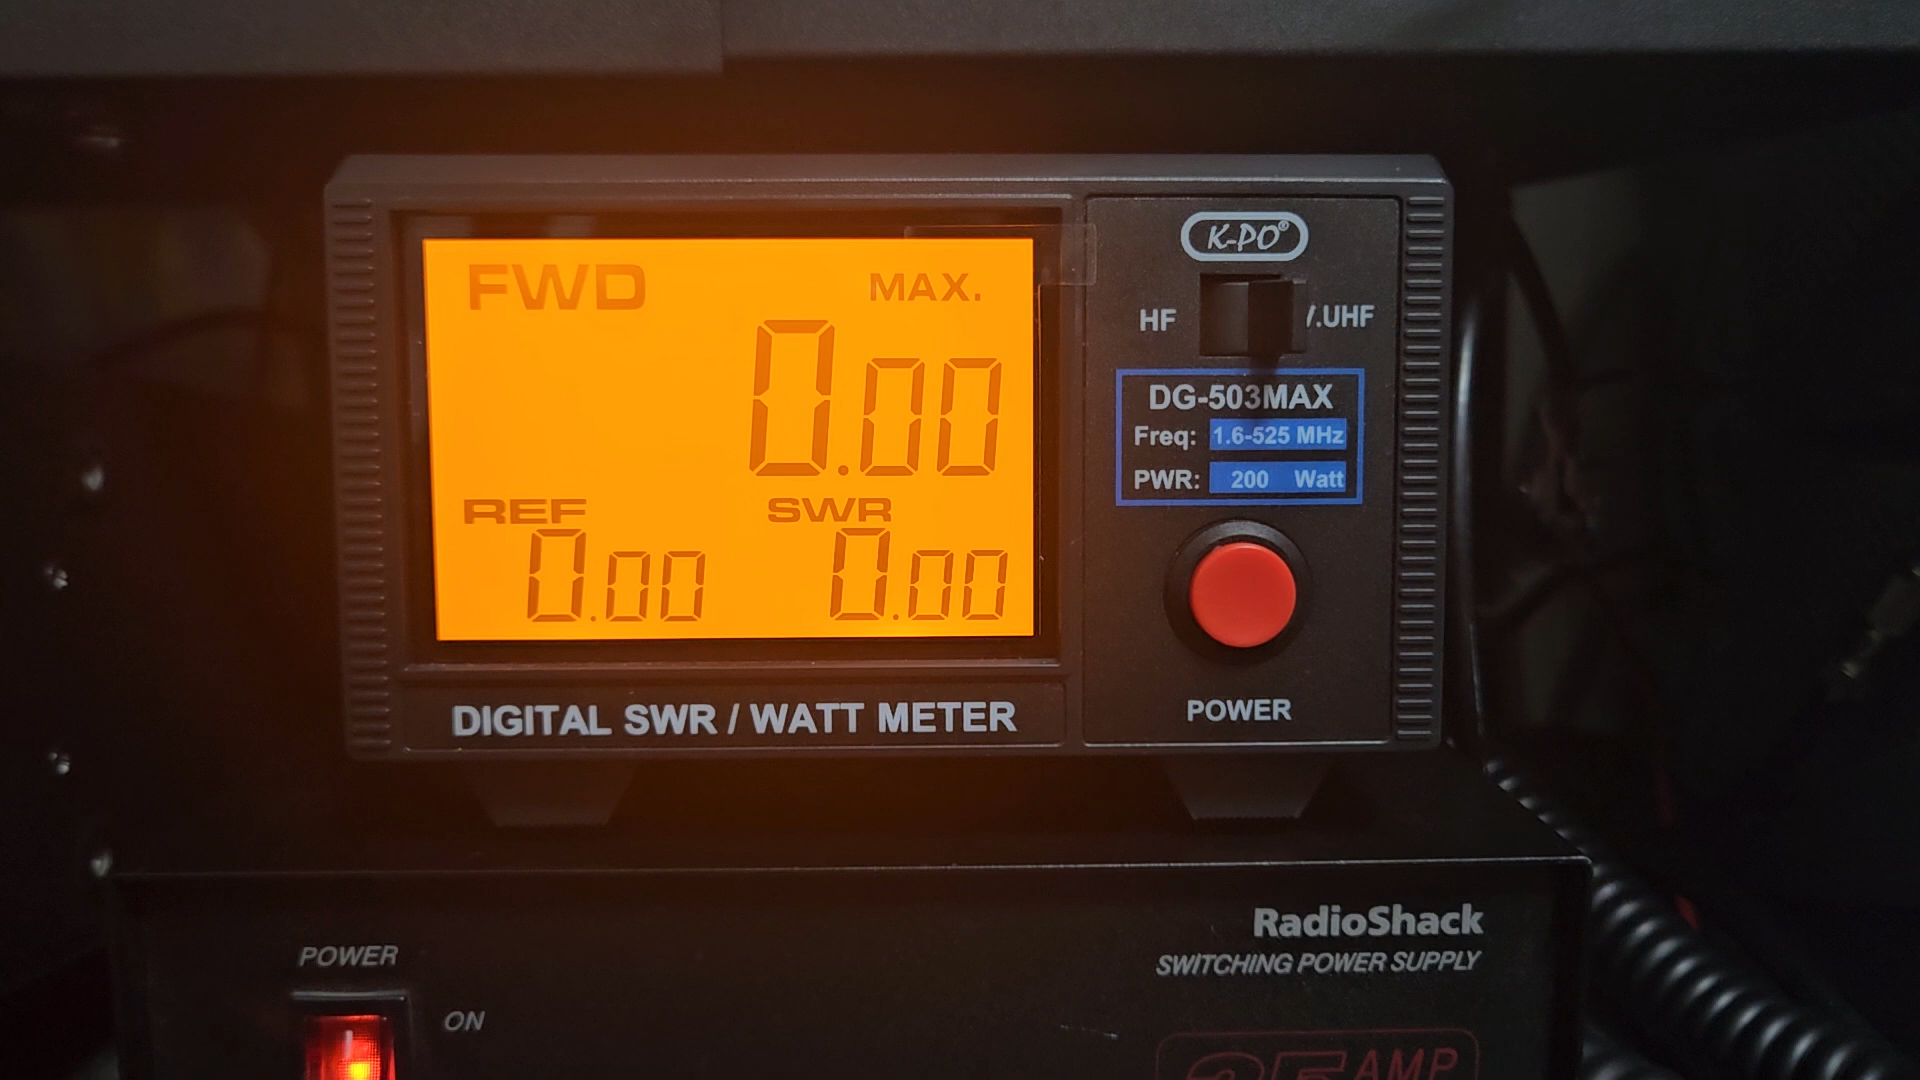 K-PO®
FWD MAX.
0.00
REF SWR
0.00 0.00
HF V.UHF
DG-503MAX
Freq: 1.6-525 MHz
PWR: 200 Watt
POWER
DIGITAL SWR / WATT METER
RadioShack
SWITCHING POWER SUPPLY
POWER
ON
25 AMP